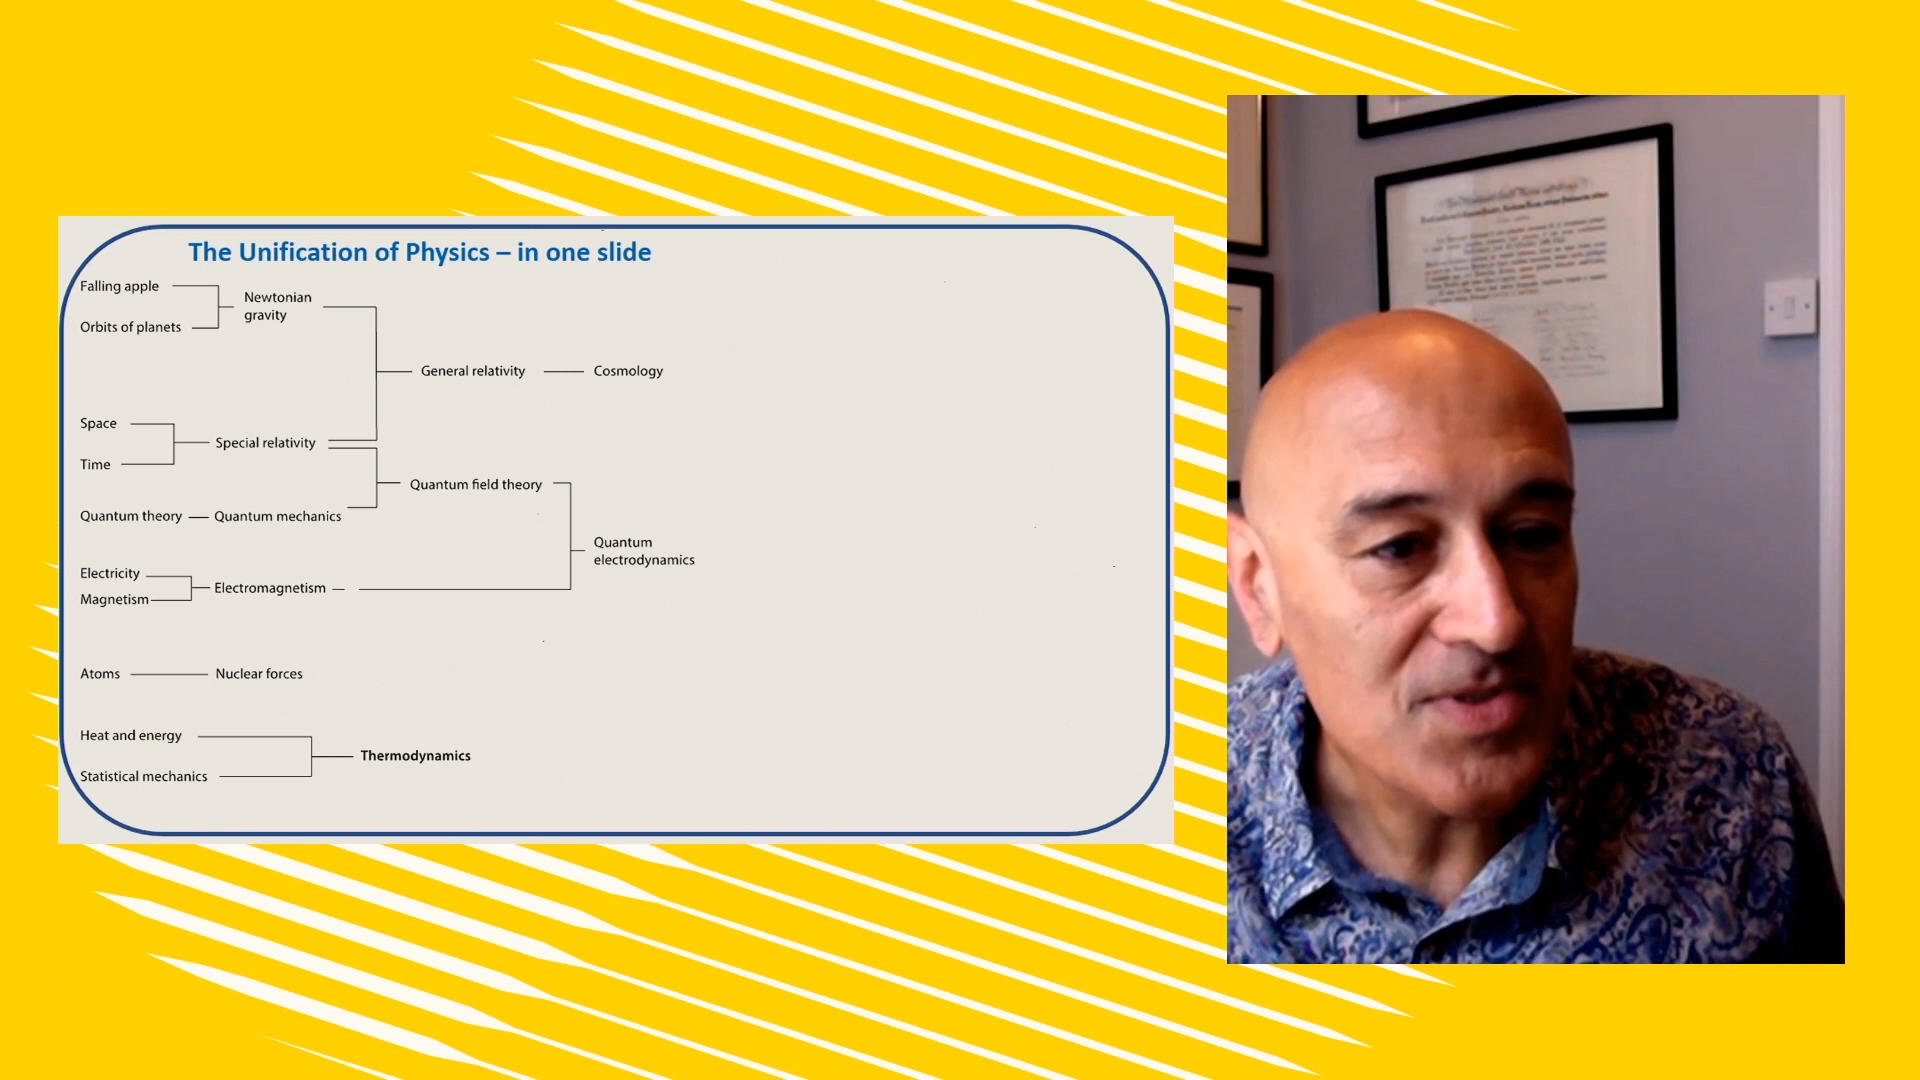 The Unification of Physics – in one slide
Falling apple
Orbits of planets
Newtonian
gravity
General relativity
Cosmology
Space
Time
Special relativity
Quantum field theory
Quantum theory
Quantum mechanics
Quantum
electrodynamics
Electricity
Magnetism
Electromagnetism
Atoms
Nuclear forces
Heat and energy
Statistical mechanics
Thermodynamics